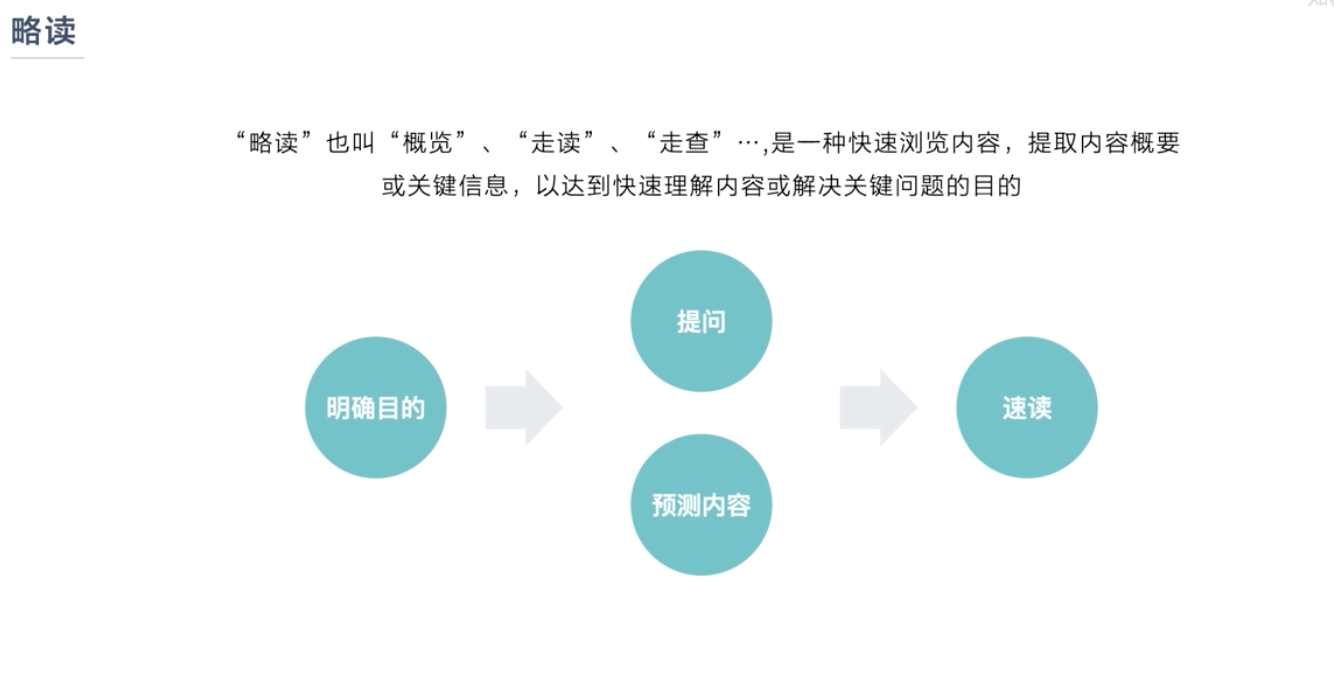 略读
“略读”也叫“概览”、“走读”、“走查”…,是一种快速浏览内容，提取内容概要
或关键信息，以达到快速理解内容或解决关键问题的目的
提问
明确目的
速读
预测内容